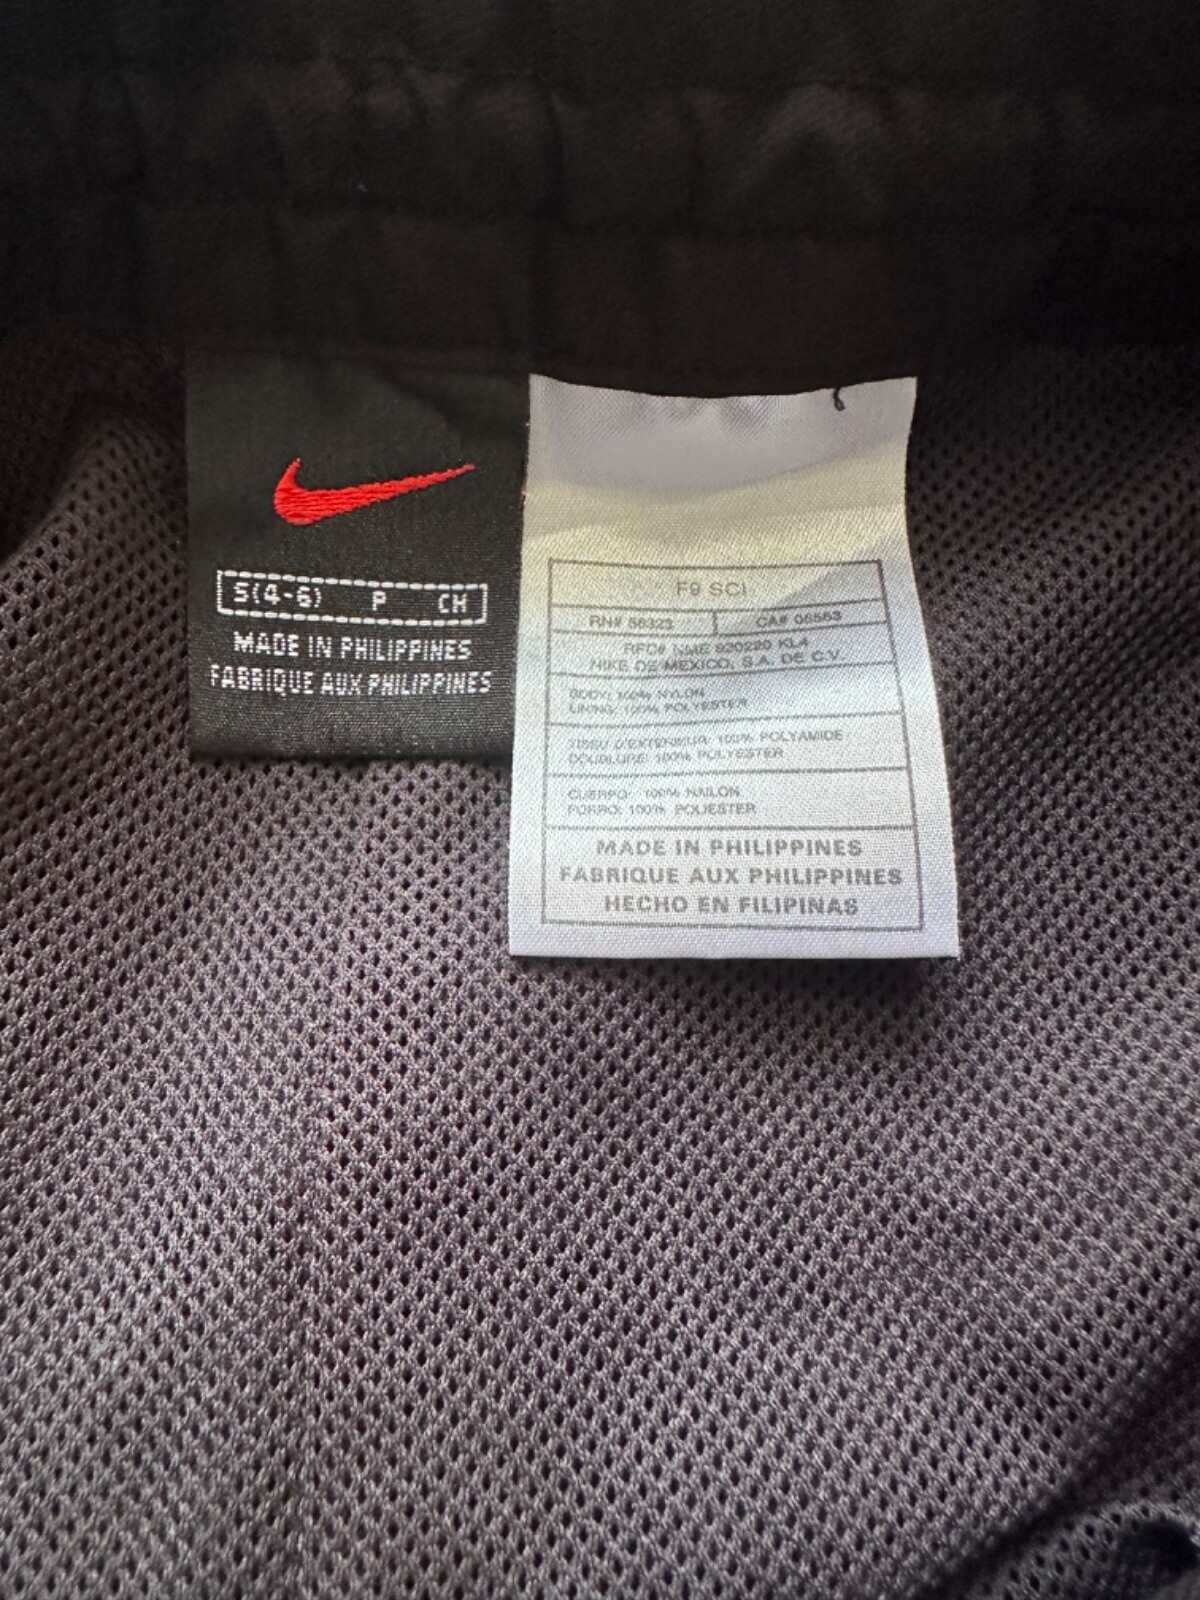 S(4-6) P CH
MADE IN PHILIPPINES
FABRIQUE AUX PHILIPPINES
F9 SCI
RN# 56323 CA# 05553
RFC# NME 920220 KL4
NIKE DE MEXICO, S.A. DE C.V.
BODY: 100% NYLON
LINING: 100% POLYESTER
TISSU D'EXTERIEUR: 100% POLYAMIDE
DOUBLURE: 100% POLYESTER
CUERPO: 100% NAILON
FORRO: 100% POLIESTER
MADE IN PHILIPPINES
FABRIQUE AUX PHILIPPINES
HECHO EN FILIPINAS